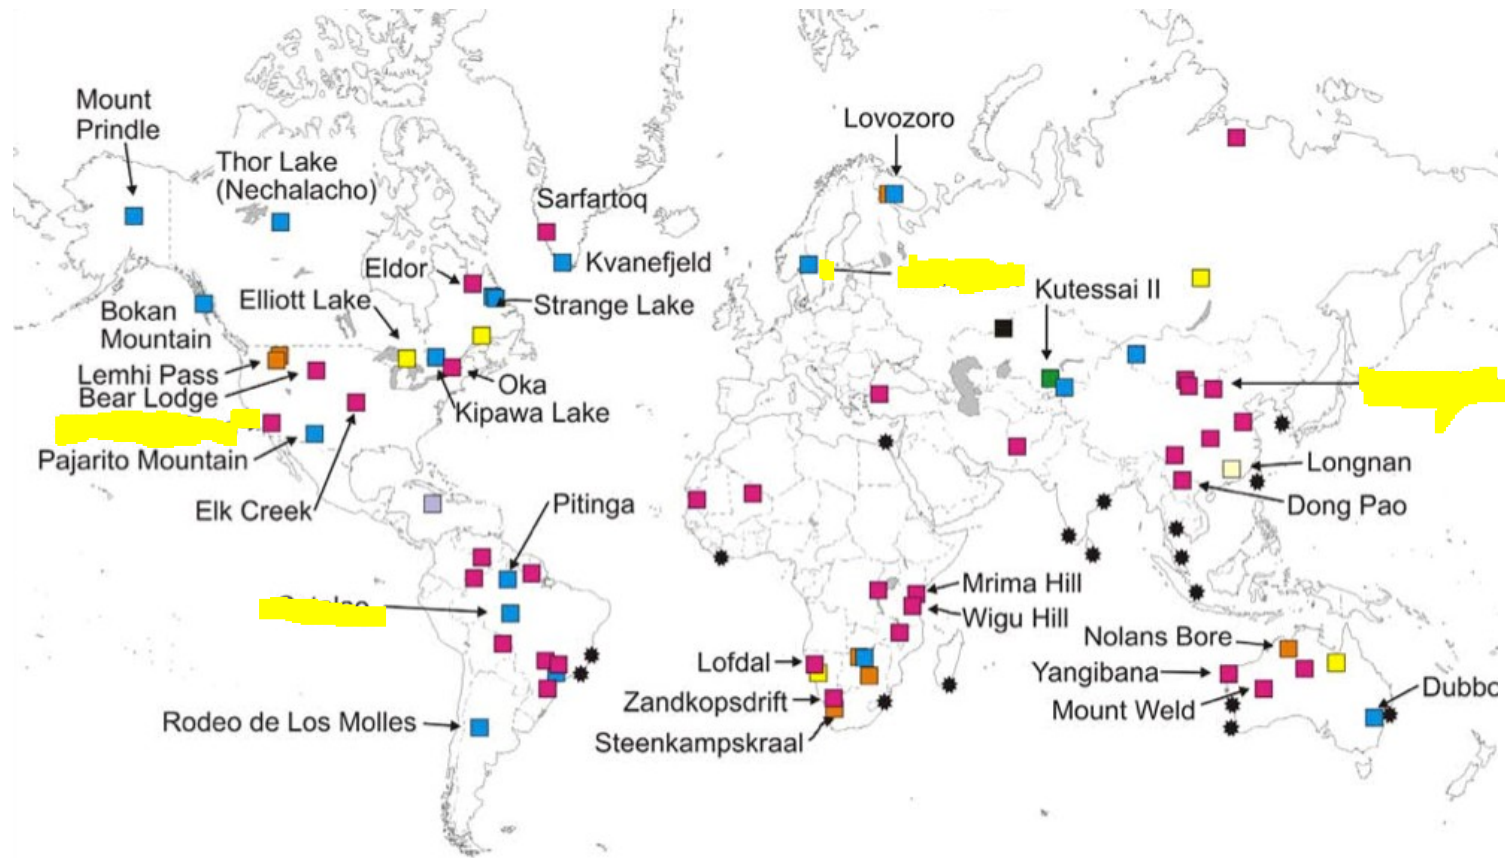 Mount
Prindle
Thor Lake
(Nechalacho)
Lovozoro
Sarfartoq
Kvanefjeld
Eldor
Strange Lake
Elliott Lake
Kutessai II
Bokan
Mountain
Lemhi Pass
Bear Lodge
Oka
Kipawa Lake
Pajarito Mountain
Longnan
Elk Creek
Pitinga
Dong Pao
Mrima Hill
Wigu Hill
Nolans Bore
Lofdal
Yangibana
Zandkopsdrift
Mount Weld
Dubbo
Rodeo de Los Molles
Steenkampskraal